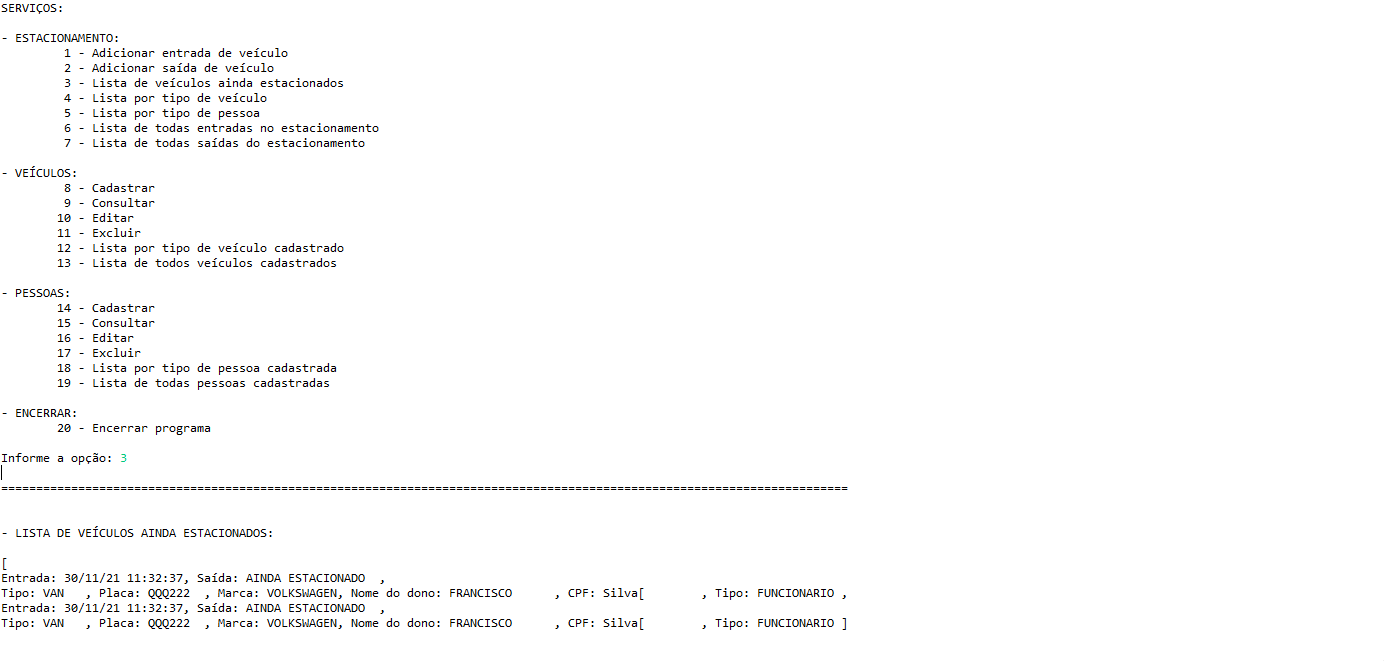 SERVIÇOS:
- ESTACIONAMENTO:
1 - Adicionar entrada de veículo
2 - Adicionar saída de veículo
3 - Lista de veículos ainda estacionados
4 - Lista por tipo de veículo
5 - Lista por tipo de pessoa
6 - Lista de todas entradas no estacionamento
7 - Lista de todas saídas do estacionamento
- VEÍCULOS:
8 - Cadastrar
9 - Consultar
10 - Editar
11 - Excluir
12 - Lista por tipo de veículo cadastrado
13 - Lista de todos veículos cadastrados
- PESSOAS:
14 - Cadastrar
15 - Consultar
16 - Editar
17 - Excluir
18 - Lista por tipo de pessoa cadastrada
19 - Lista de todas pessoas cadastradas
- ENCERRAR:
20 - Encerrar programa
Informe a opção: 3
=========================================================================================================================
- LISTA DE VEÍCULOS AINDA ESTACIONADOS:
[
Entrada: 30/11/21 11:32:37, Saída: AINDA ESTACIONADO  ,
Tipo: VAN   , Placa: QQQ222  , Marca: VOLKSWAGEN, Nome do dono: FRANCISCO      , CPF: Silva[        , Tipo: FUNCIONARIO ,
Entrada: 30/11/21 11:32:37, Saída: AINDA ESTACIONADO  ,
Tipo: VAN   , Placa: QQQ222  , Marca: VOLKSWAGEN, Nome do dono: FRANCISCO      , CPF: Silva[        , Tipo: FUNCIONARIO ]